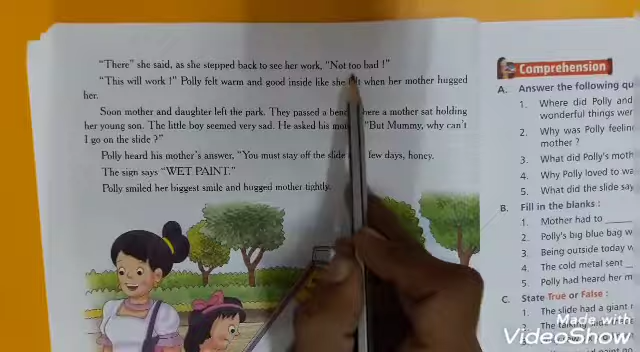 "There" she said, as she stepped back to see her work, "Not too bad !"
"This will work !" Polly felt warm and good inside like she felt when her mother hugged
her.
Soon mother and daughter left the park. They passed a bench where a mother sat holding
her young son. The little boy seemed very sad. He asked his "But Mummy, why can't
I go on the slide ?"
Polly heard his mother's answer, "You must stay off the slide few days, honey.
The sign says "WET PAINT."
Polly smiled her biggest smile and hugged mother tightly.
Comprehension
A. Answer the following qu
1. Where did Polly and
wonderful things wer
2. Why was Polly feelin
mother ?
3. What did Polly's moth
4. Why Polly loved to wa
5. What did the slide say
B. Fill in the blanks :
1. Mother had to
2. Polly's big blue bag w
3. Being outside today w
4. The cold metal sent
5. Polly had heard her m
C. State True or False :
1. The slide had a giant
2. The talking slide
Made with
VideoShow